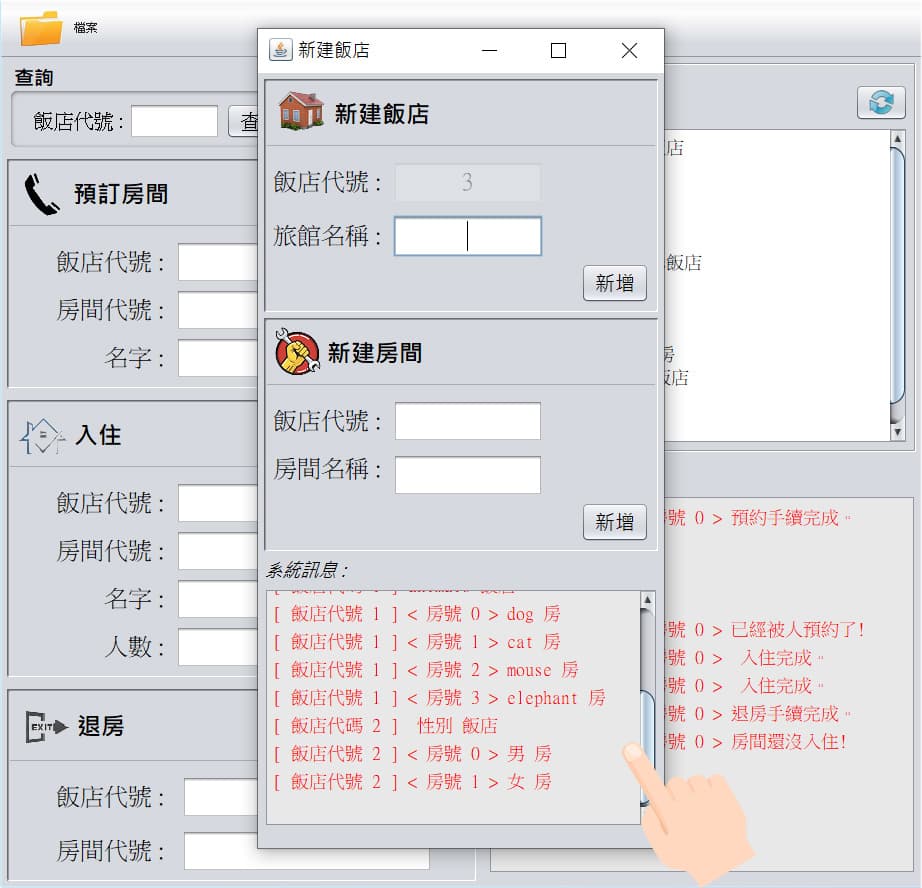 檔案
查詢
飯店代號 :
查
預訂房間
飯店代號 :
房間代號 :
名字 :
入住
飯店代號 :
房間代號 :
名字 :
人數 :
EXIT
退房
飯店代號 :
房間代號 :
新建飯店
新建飯店
飯店代號 :
3
旅館名稱 :
新增
新建房間
飯店代號 :
房間名稱 :
新增
系統訊息 :
[ 飯店代號 1 ] < 房號 0 > dog 房
[ 飯店代號 1 ] < 房號 1 > cat 房
[ 飯店代號 1 ] < 房號 2 > mouse 房
[ 飯店代號 1 ] < 房號 3 > elephant 房
[ 飯店代碼 2 ] 性別 飯店
[ 飯店代號 2 ] < 房號 0 > 男 房
[ 飯店代號 2 ] < 房號 1 > 女 房
店
飯店
房
飯店
號 0 > 預約手續完成。
號 0 > 已經被人預約了!
號 0 > 入住完成。
號 0 > 入住完成。
號 0 > 退房手續完成。
號 0 > 房間還沒入住!